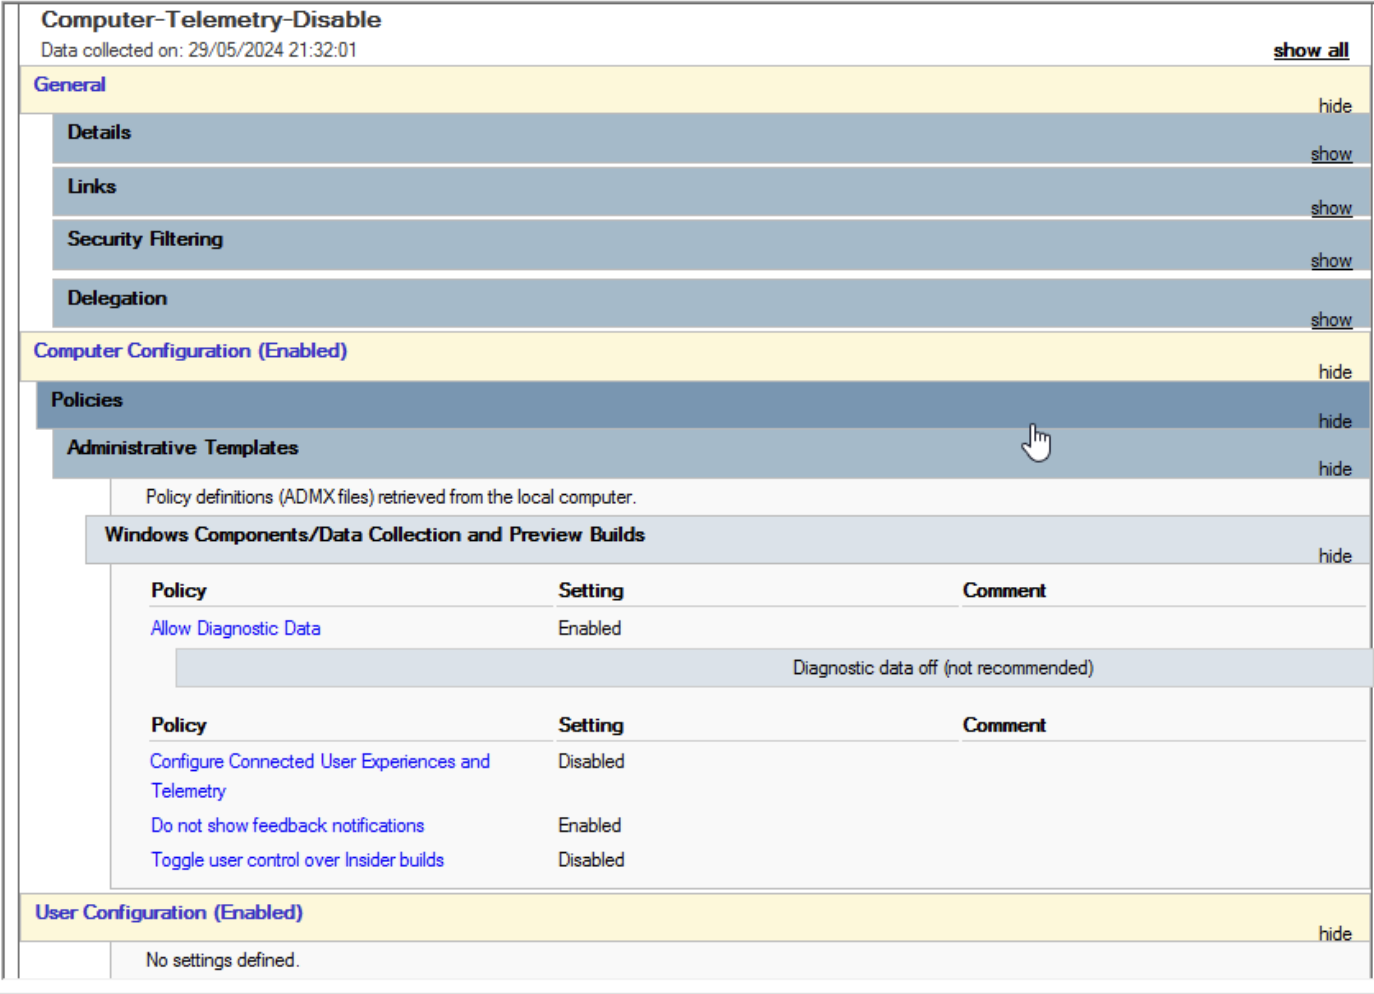 Computer-Telemetry-Disable
Data collected on: 29/05/2024 21:32:01
show all
General
hide
Details
show
Links
show
Security Filtering
show
Delegation
show
Computer Configuration (Enabled)
hide
Policies
hide
Administrative Templates
hide
Policy definitions (ADMX files) retrieved from the local computer.
Windows Components/Data Collection and Preview Builds
hide
Policy Setting Comment
Allow Diagnostic Data Enabled
Diagnostic data off (not recommended)
Policy Setting Comment
Configure Connected User Experiences and Disabled
Telemetry
Do not show feedback notifications Enabled
Toggle user control over Insider builds Disabled
User Configuration (Enabled)
hide
No settings defined.